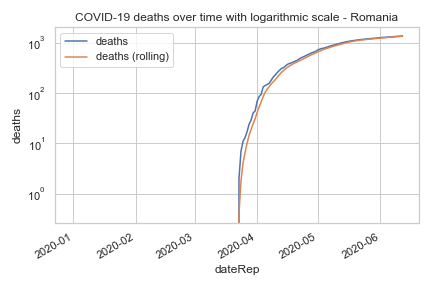 COVID-19 deaths over time with logarithmic scale - Romania
deaths
deaths (rolling)
10³
10²
10¹
10⁰
deaths
2020-01
2020-02
2020-03
2020-04
2020-05
2020-06
dateRep